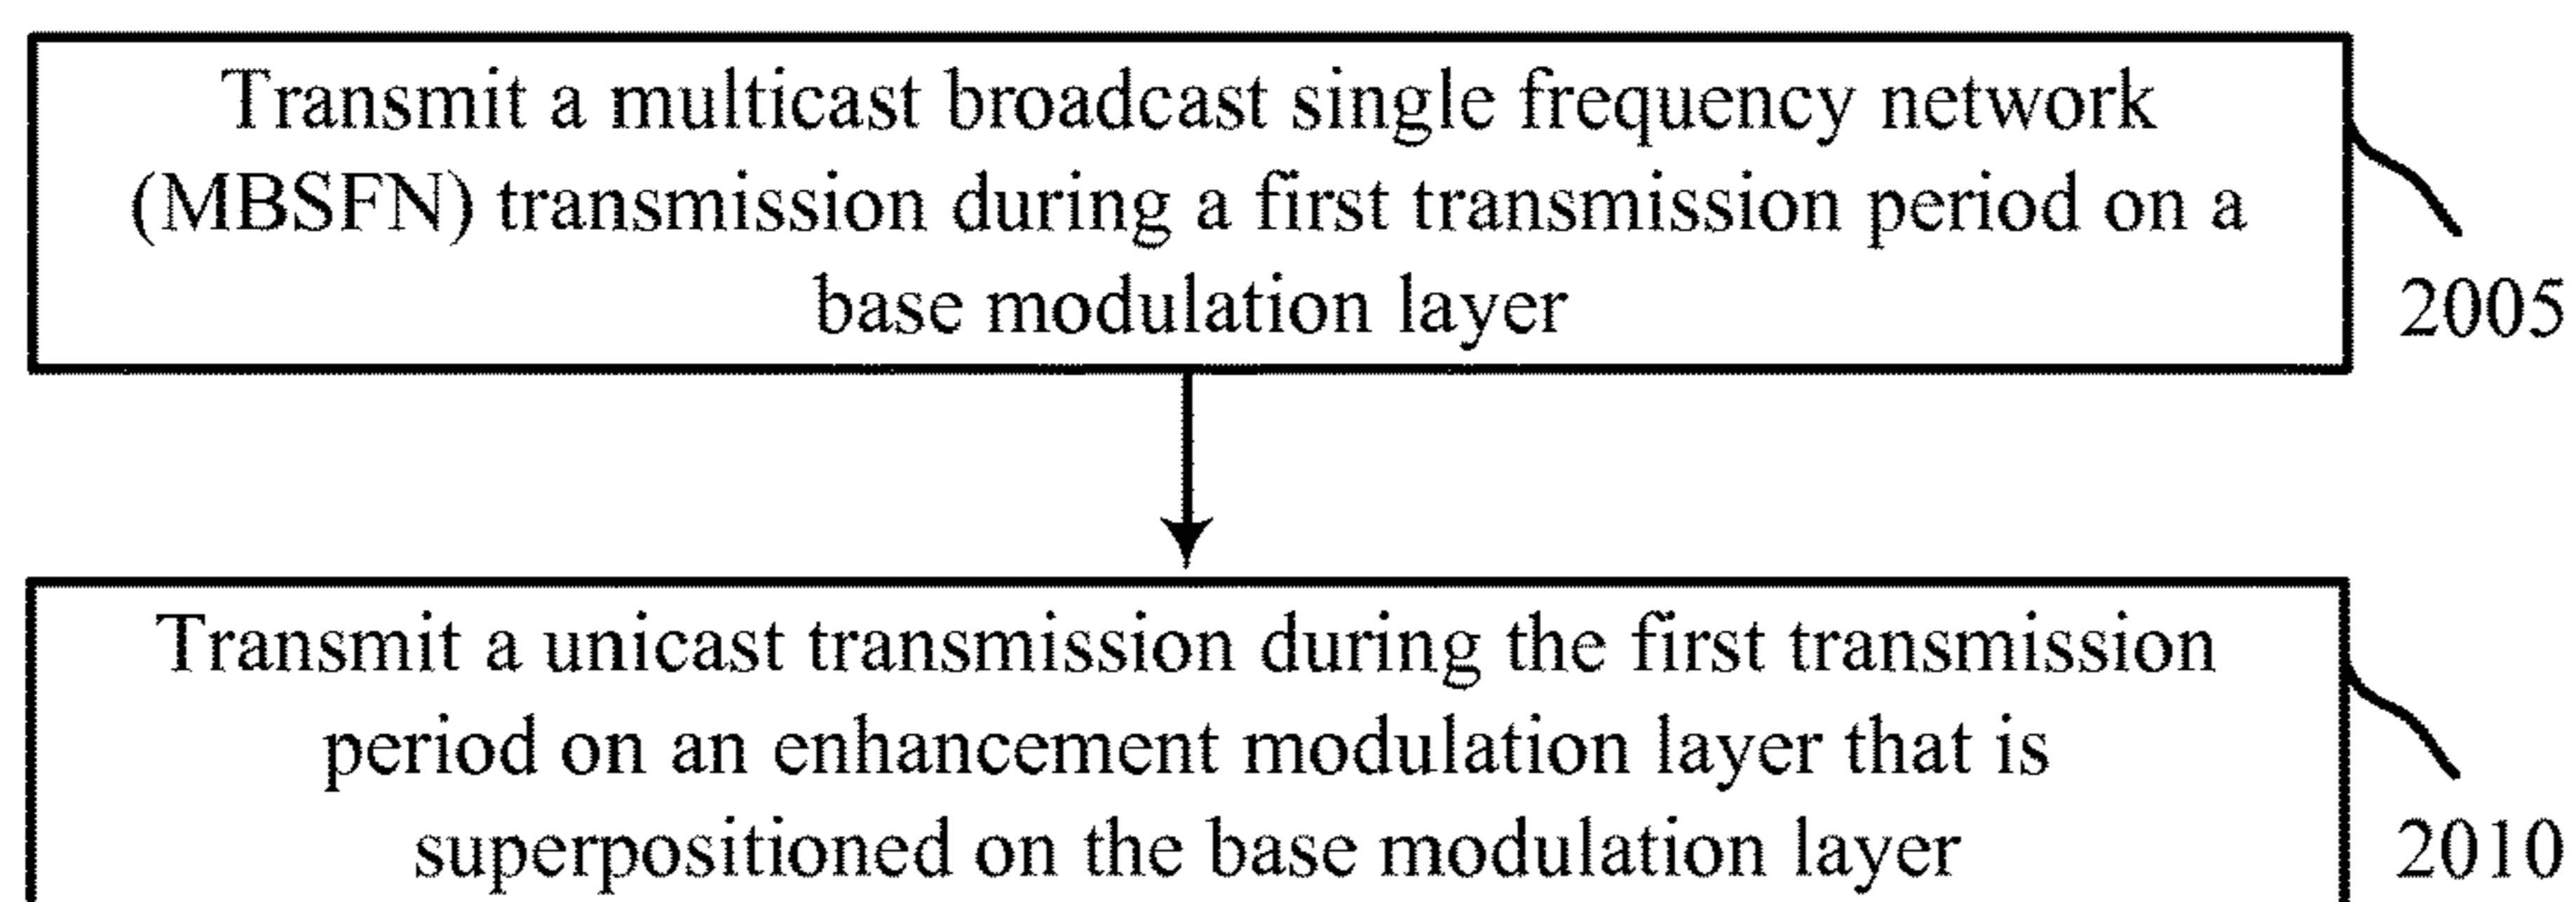 Transmit a multicast broadcast single frequency network
(MBSFN) transmission during a first transmission period on a
base modulation layer
2005
Transmit a unicast transmission during the first transmission
period on an enhancement modulation layer that is
superpositioned on the base modulation layer
2010